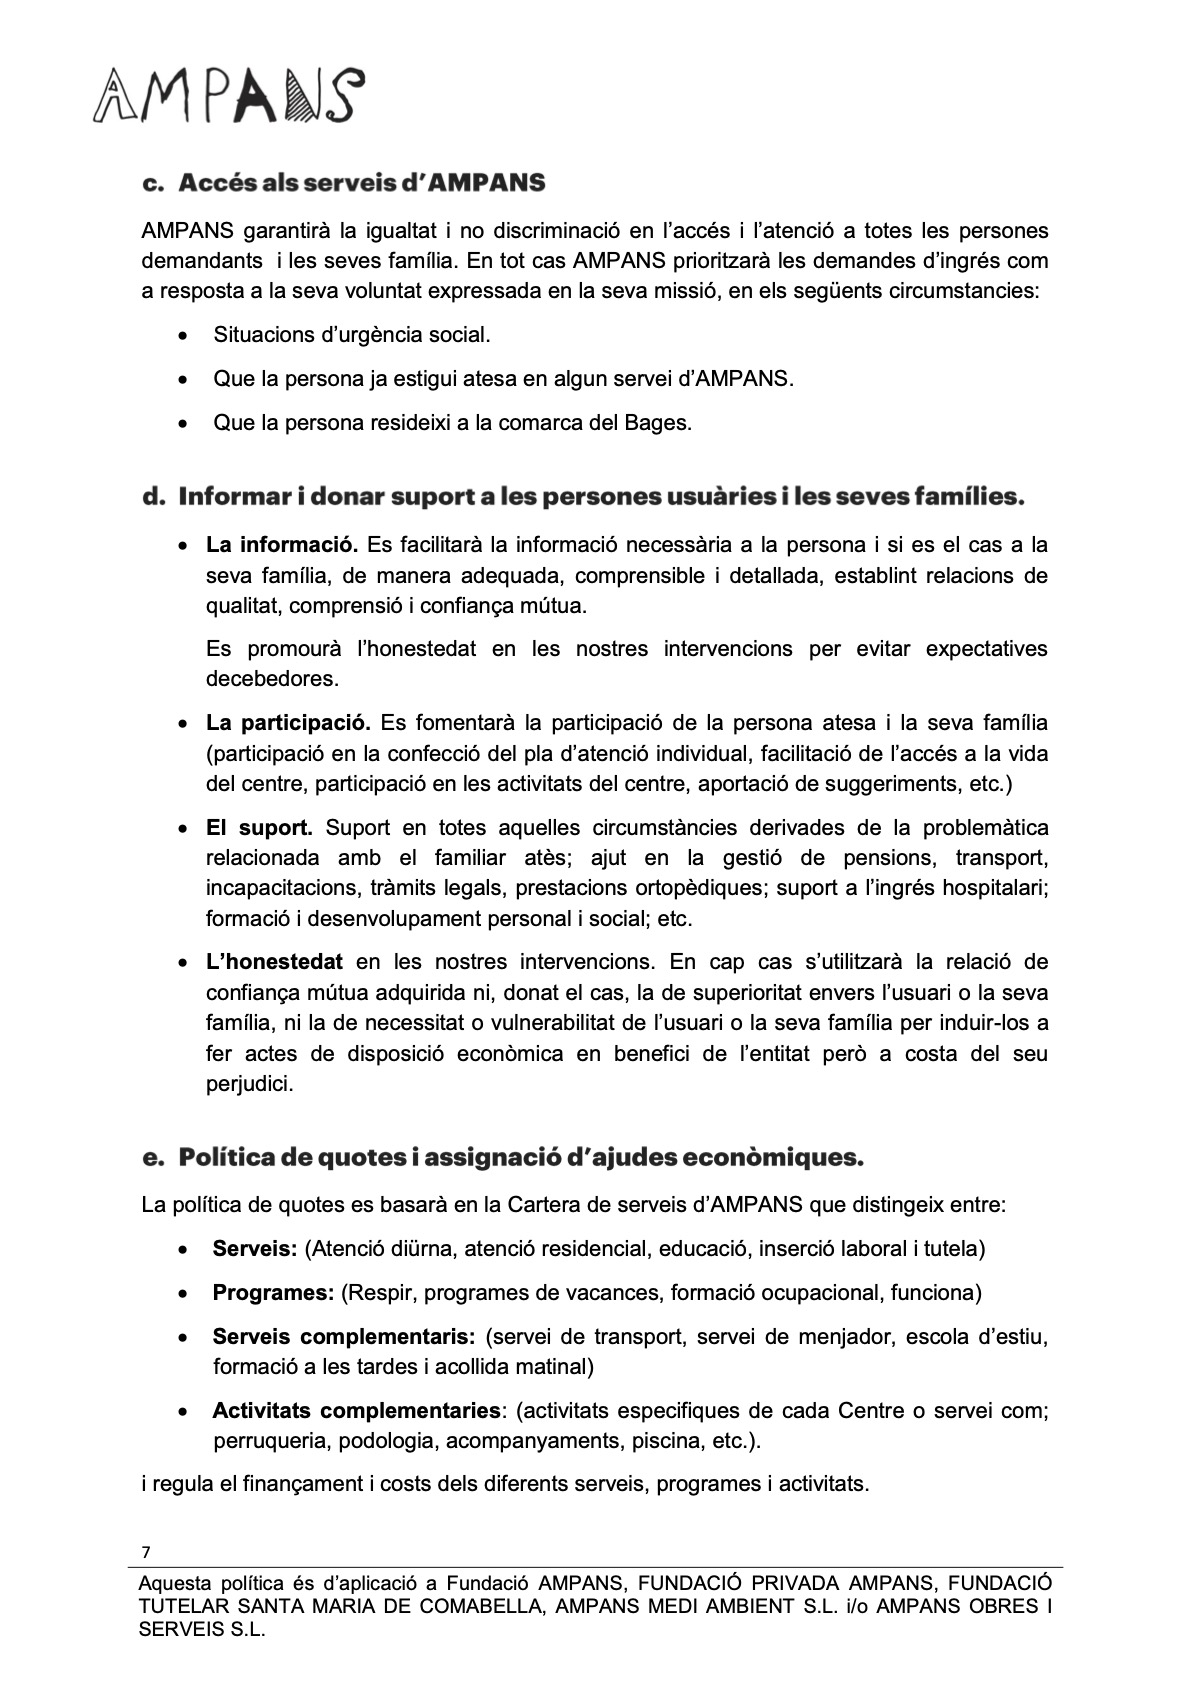 AMPANS
c. Accés als serveis d’AMPANS
AMPANS garantirà la igualtat i no discriminació en l’accés i l’atenció a totes les persones
demandants  i les seves família. En tot cas AMPANS prioritzarà les demandes d’ingrés com
a resposta a la seva voluntat expressada en la seva missió, en els següents circumstancies:
• Situacions d’urgència social.
• Que la persona ja estigui atesa en algun servei d’AMPANS.
• Que la persona resideixi a la comarca del Bages.
d. Informar i donar suport a les persones usuàries i les seves famílies.
• La informació. Es facilitarà la informació necessària a la persona i si es el cas a la
seva família, de manera adequada, comprensible i detallada, establint relacions de
qualitat, comprensió i confiança mútua.
Es promourà l’honestedat en les nostres intervencions per evitar expectatives
decebedores.
• La participació. Es fomentarà la participació de la persona atesa i la seva família
(participació en la confecció del pla d’atenció individual, facilitació de l’accés a la vida
del centre, participació en les activitats del centre, aportació de suggeriments, etc.)
• El suport. Suport en totes aquelles circumstàncies derivades de la problemàtica
relacionada amb el familiar atès; ajut en la gestió de pensions, transport,
incapacitacions, tràmits legals, prestacions ortopèdiques; suport a l’ingrés hospitalari;
formació i desenvolupament personal i social; etc.
• L’honestedat en les nostres intervencions. En cap cas s’utilitzarà la relació de
confiança mútua adquirida ni, donat el cas, la de superioritat envers l’usuari o la seva
família, ni la de necessitat o vulnerabilitat de l’usuari o la seva família per induir-los a
fer actes de disposició econòmica en benefici de l’entitat però a costa del seu
perjudici.
e. Política de quotes i assignació d’ajudes econòmiques.
La política de quotes es basarà en la Cartera de serveis d’AMPANS que distingeix entre:
• Serveis: (Atenció diürna, atenció residencial, educació, inserció laboral i tutela)
• Programes: (Respir, programes de vacances, formació ocupacional, funciona)
• Serveis complementaris: (servei de transport, servei de menjador, escola d’estiu,
formació a les tardes i acollida matinal)
• Activitats complementaries: (activitats especifiques de cada Centre o servei com;
perruqueria, podologia, acompanyaments, piscina, etc.).
i regula el finançament i costs dels diferents serveis, programes i activitats.
7
Aquesta política és d’aplicació a Fundació AMPANS, FUNDACIÓ PRIVADA AMPANS, FUNDACIÓ
TUTELAR SANTA MARIA DE COMABELLA, AMPANS MEDI AMBIENT S.L. i/o AMPANS OBRES I
SERVEIS S.L.